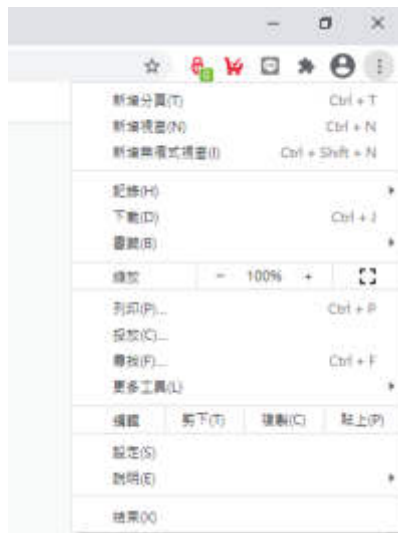 新增分頁(T) Ctrl + T
新增視窗(N) Ctrl + N
新增無痕式視窗(I) Ctrl + Shift + N
記錄(H)
下載(D) Ctrl + J
書籤(B)
縮放 - 100% +
列印(P)... Ctrl + P
投放(C)...
尋找(F)... Ctrl + F
更多工具(L)
編輯 剪下(T) 複製(C) 貼上(P)
設定(S)
說明(E)
結束(X)